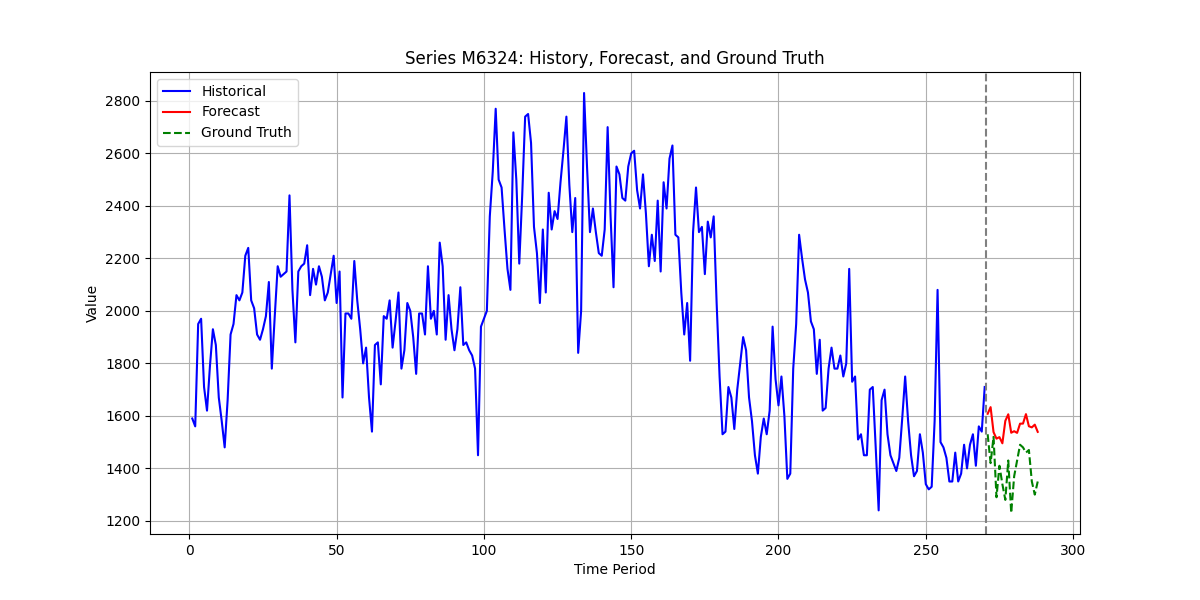 Series M6324: History, Forecast, and Ground Truth
Historical
Forecast
Ground Truth
2800
2600
2400
2200
2000
1800
1600
1400
1200
Value
0 50 100 150 200 250 300
Time Period